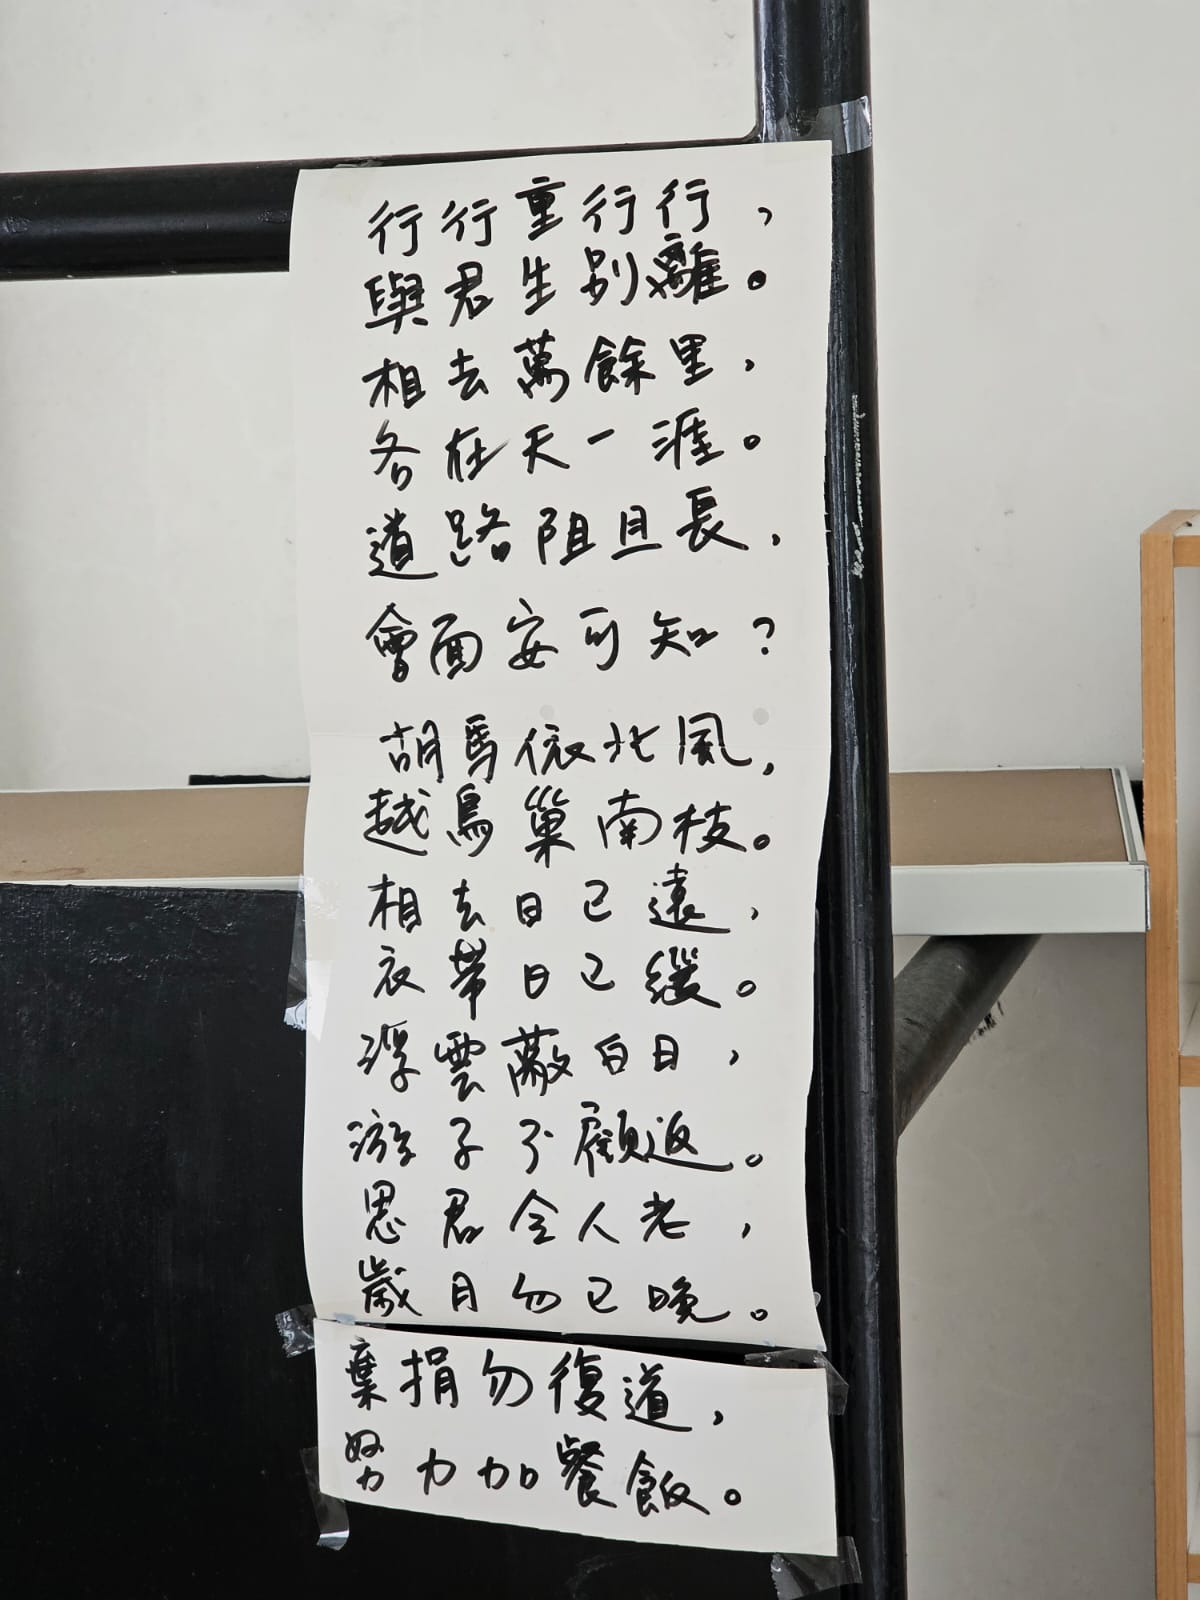 行行重行行,
與君生別離。
相去萬餘里,
各在天一涯。
道路阻且長,
會面安可知?
胡馬依北風,
越鳥巢南枝。
相去日已遠,
衣帶日已緩。
浮雲蔽白日,
游子不顧返。
思君令人老,
歲月勿已晚。
棄捐勿復道,
努力加餐飯。